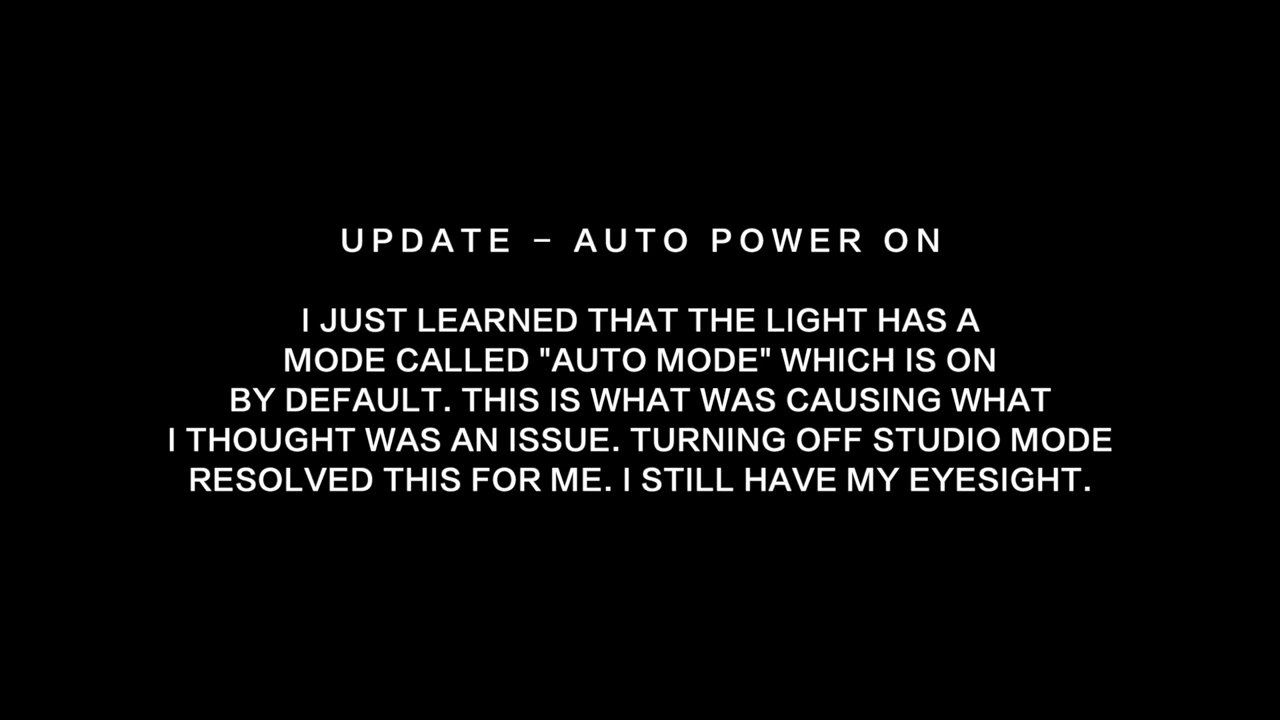 UPDATE – AUTO POWER ON
I JUST LEARNED THAT THE LIGHT HAS A
MODE CALLED "AUTO MODE" WHICH IS ON
BY DEFAULT. THIS IS WHAT WAS CAUSING WHAT
I THOUGHT WAS AN ISSUE. TURNING OFF STUDIO MODE
RESOLVED THIS FOR ME. I STILL HAVE MY EYESIGHT.